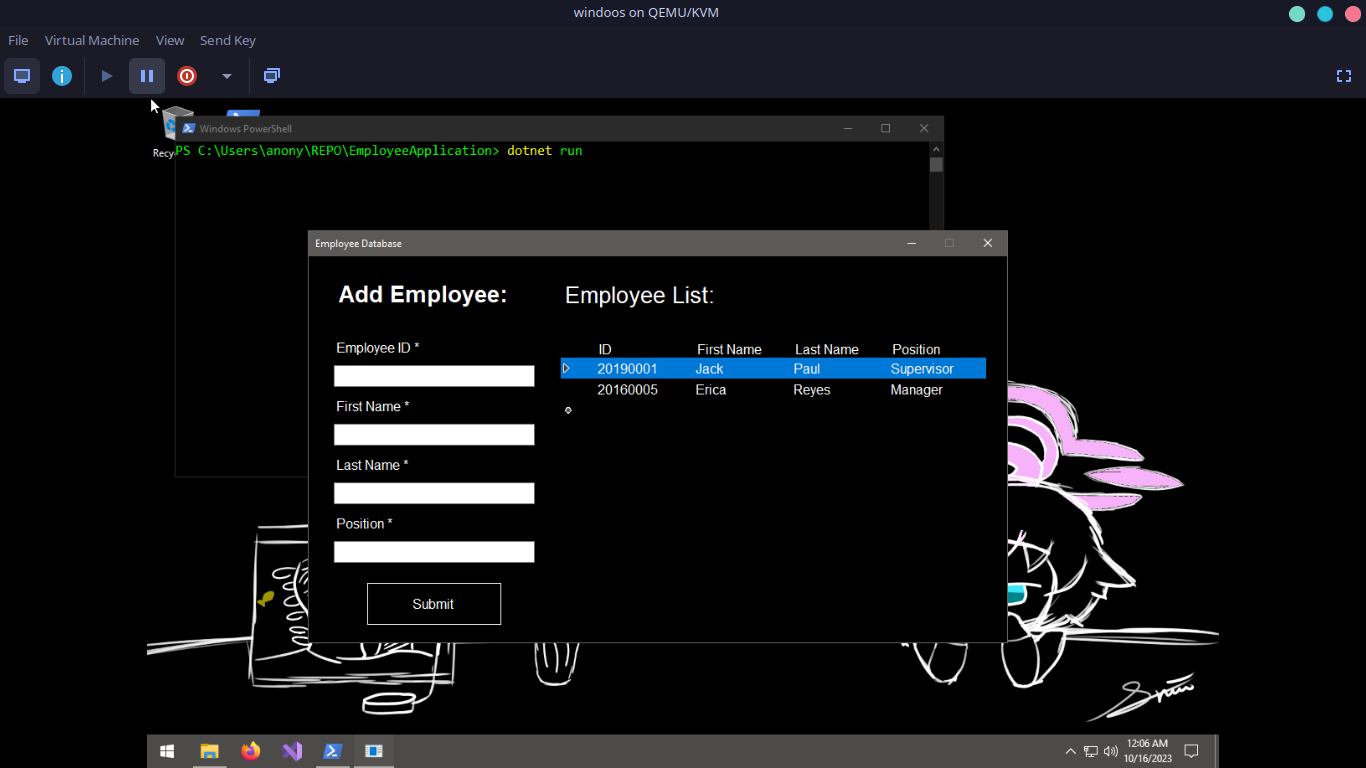 windoos on QEMU/KVM
File Virtual Machine View Send Key
Windows PowerShell
Recy
PS C:\Users\anony\REPO\EmployeeApplication> dotnet run
Employee Database
Add Employee:
Employee List:
Employee ID *
First Name *
Last Name *
Position *
Submit
ID First Name Last Name Position
20190001 Jack Paul Supervisor
20160005 Erica Reyes Manager
12:06 AM
10/16/2023